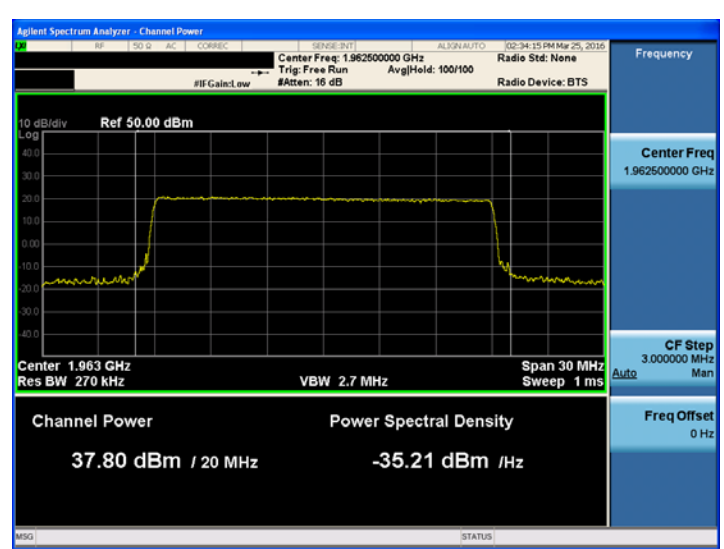 Agilent Spectrum Analyzer - Channel Power
RF 50 Ω AC CORREC SENSE:INT ALIGN AUTO 02:34:15 PM Mar 25, 2016
Center Freq: 1.962500000 GHz Radio Std: None
Trig: Free Run Avg|Hold: 100/100
#IFGain:Low #Atten: 16 dB Radio Device: BTS
10 dB/div Ref 50.00 dBm
Log
40.0
30.0
20.0
10.0
0.00
-10.0
-20.0
-30.0
-40.0
Center 1.963 GHz Span 30 MHz
Res BW 270 kHz VBW 2.7 MHz Sweep 1 ms
Channel Power Power Spectral Density
37.80 dBm / 20 MHz -35.21 dBm /Hz
MSG STATUS
Frequency
Center Freq
1.962500000 GHz
CF Step
3.000000 MHz
Auto Man
Freq Offset
0 Hz